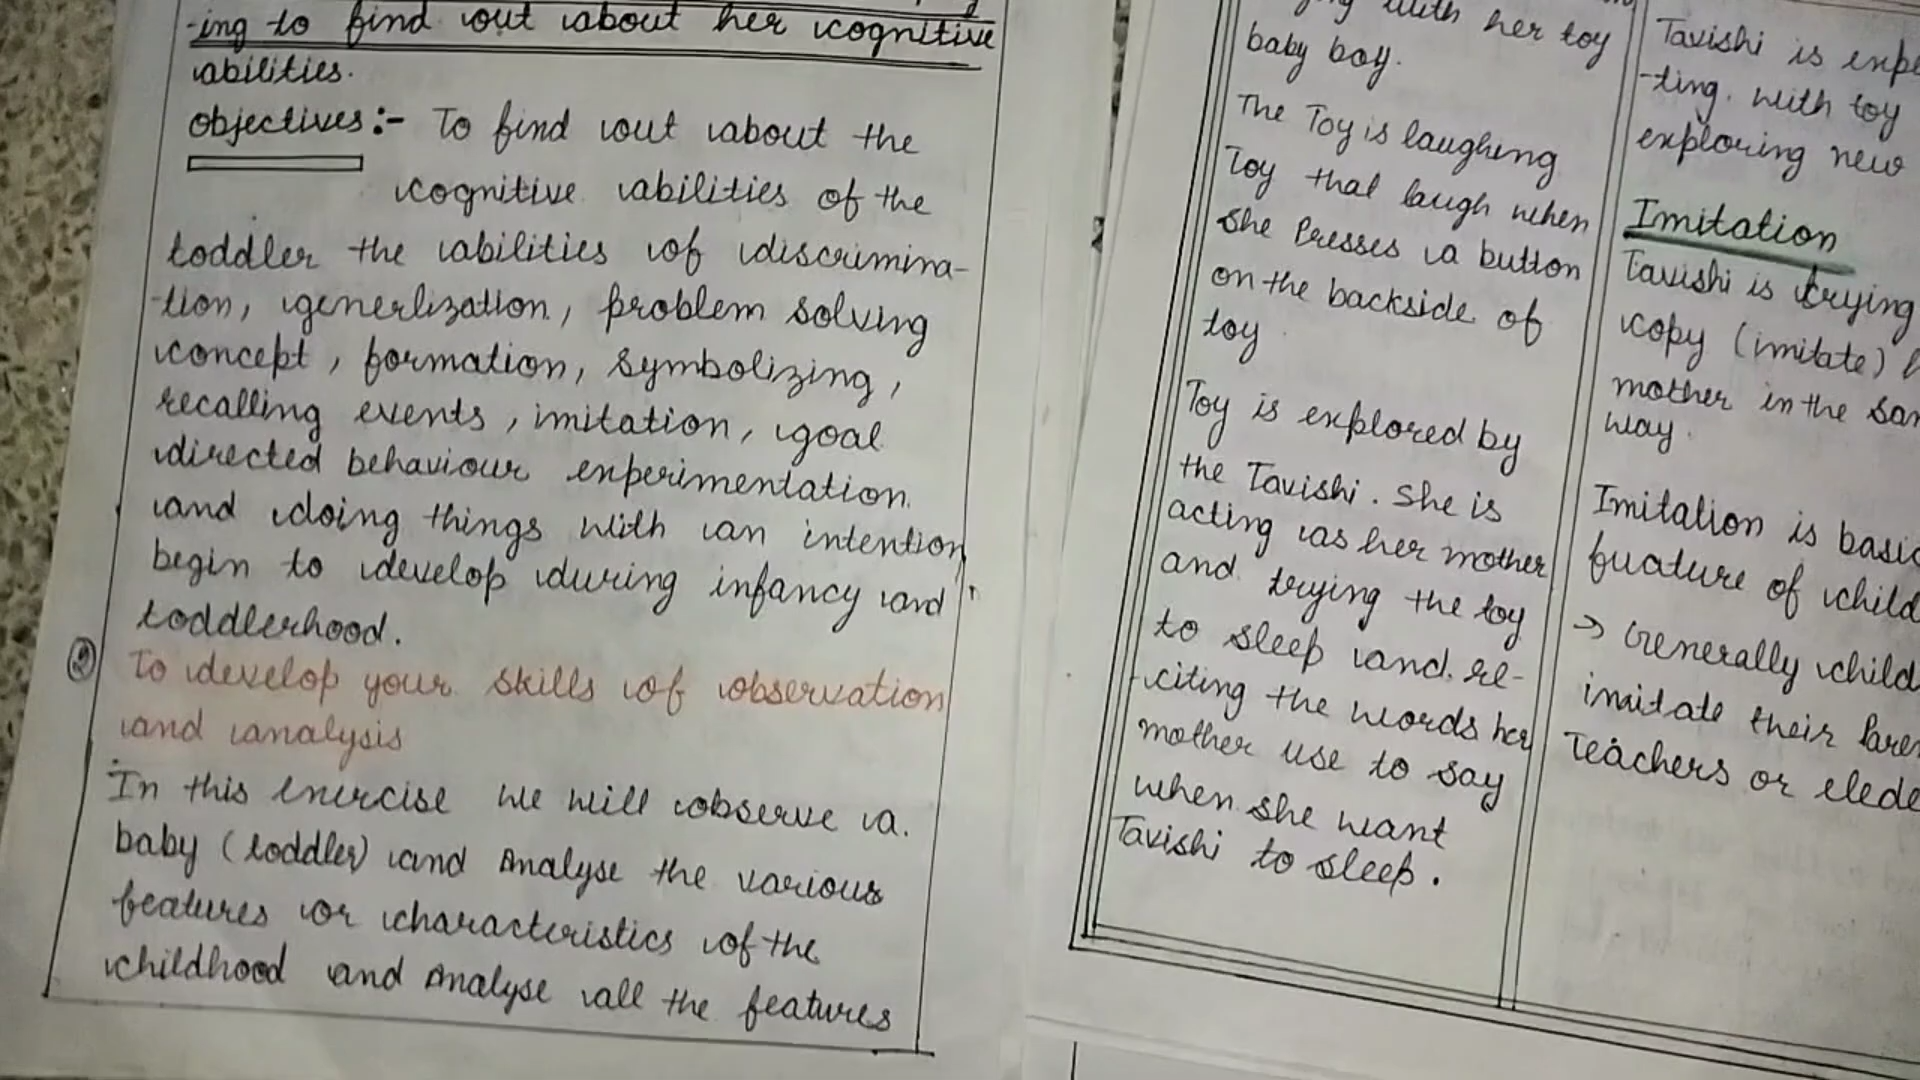 -ing to find out about her cognitive
abilities.
objectives :- To find out about the
cognitive abilities of the
toddler the abilities of discrimina-
-tion, generlization, problem solving
concept, formation, symbolizing,
recalling events, imitation, goal
directed behaviour experimentation.
and doing things with an intention
begin to develop during infancy and
toddlerhood.
② To develop your skills of observation
and analysis
In this exercise we will observe a.
baby (toddler) and Analyse the various
features or characteristics of the
childhood and Analyse all the features
with her toy
baby boy.
The Toy is laughing
Toy that laugh when
she Presses a button
on the backside of
toy
Toy is explored by
the Tavishi. She is
acting as her mother
and trying the toy
to sleep and re-
-citing the words her
mother use to say
when she want
Tavishi to sleep.
Tavishi is
-ting. with toy
exploring new
Imitation
Tavishi is trying
copy (imitate)
mother in the
way.
Imitation is
fuature of
→ Generally
imitate their
Teachers or